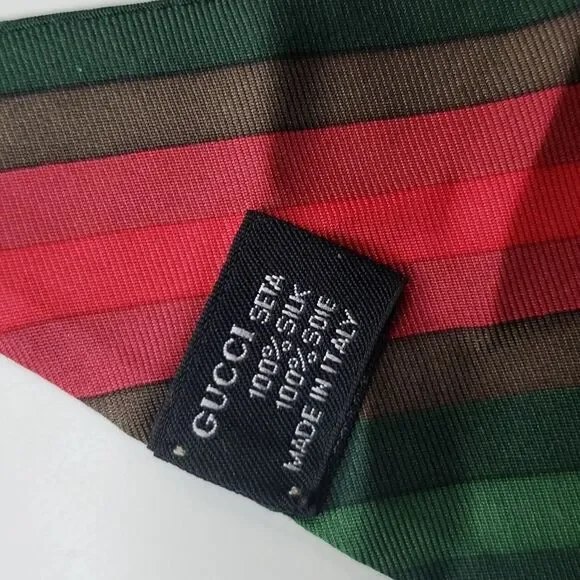 GUCCI
SETA
100% SILK
100% SOIE
MADE IN ITALY